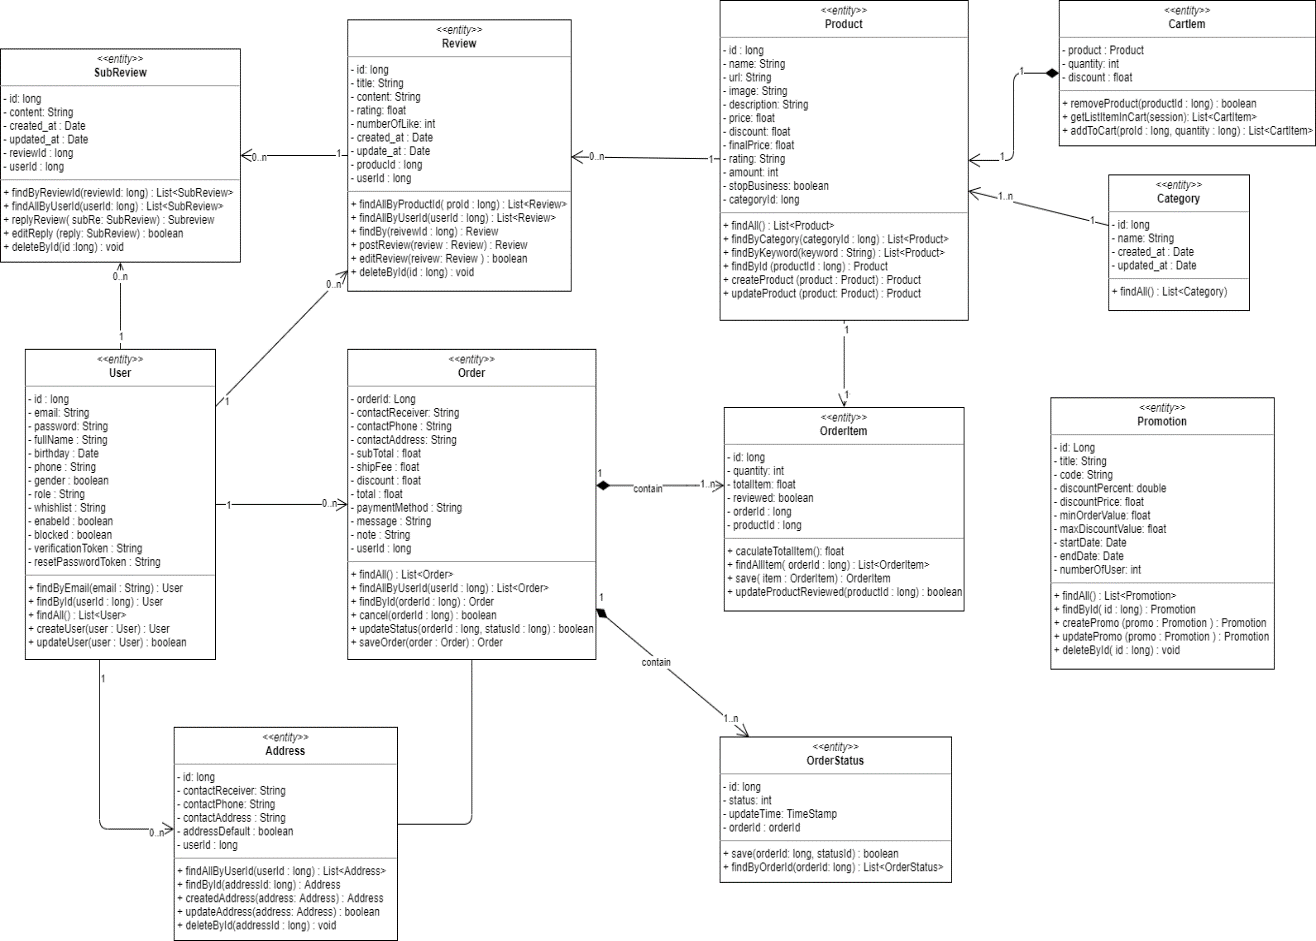 <<entity>>
SubReview
- id: long
- content: String
- created_at : Date
- updated_at : Date
- reviewId : long
- userId : long
+ findByReviewId(reviewId: long) : List<SubReview>
+ findAllByUserId(userId: long) : List<SubReview>
+ replyReview( subRe: SubReview) : Subreview
+ editReply (reply: SubReview) : boolean
+ deleteById(id :long) : void
<<entity>>
Review
- id: long
- title: String
- content: String
- rating: float
- numberOfLike: int
- created_at : Date
- update_at : Date
- producId : long
- userId : long
+ findAllByProductId( proId : long) : List<Review>
+ findAllByUserId(userId : long) : List<Review>
+ findBy(reivewId : long) : Review
+ postReview(review : Review) : Review
+ editReview(reivew: Review ) : boolean
+ deleteById(id : long) : void
<<entity>>
Product
- id : long
- name: String
- url: String
- image: String
- description: String
- price: float
- discount: float
- finalPrice: float
- rating: String
- amount: int
- stopBusiness: boolean
- categoryId: long
+ findAll() : List<Product>
+ findByCategory(categoryId : long) : List<Product>
+ findByKeyword(keyword : String) : List<Product>
+ findById (productId : long) : Product
+ createProduct (product : Product) : Product
+ updateProduct (product: Product) : Product
<<entity>>
CartIem
- product : Product
- quantity: int
- discount : float
+ removeProduct(productId : long) : boolean
+ getListItemInCart(session): List<CartItem>
+ addToCart(proId : long, quantity : long) : List<CartItem>
<<entity>>
Category
- id: long
- name: String
- created_at : Date
- updated_at : Date
+ findAll() : List<Category)
0..n
1
0..n
1
1
1
1..n
1
0..n
1
0..n
1
1
1
<<entity>>
User
- id : long
- email: String
- password: String
- fullName : String
- birthday : Date
- phone : String
- gender : boolean
- role : String
- whishlist : String
- enabeld : boolean
- blocked : boolean
- verificationToken : String
- resetPasswordToken : String
+ findByEmail(email : String) : User
+ findById(userId : long) : User
+ findAll() : List<User>
+ createUser(user : User) : User
+ updateUser(user : User) : boolean
1
0..n
<<entity>>
Order
- orderId: Long
- contactReceiver: String
- contactPhone : String
- contactAddress: String
- subTotal : float
- shipFee : float
- discount : float
- total : float
- paymentMethod : String
- message : String
- note : String
- userId : long
+ findAll() : List<Order>
+ findAllByUserId(userId : long) : List<Order>
+ findById(orderId : long) : Order
+ cancel(orderId : long) : boolean
+ updateStatus(orderId : long, statusId : long) : boolean
+ saveOrder(order : Order) : Order
1
contain
1..n
<<entity>>
OrderItem
- id: long
- quantity: int
- totalItem: float
- reviewed: boolean
- orderId : long
- productId : long
+ caculateTotalItem(): float
+ findAllItem( orderId : long) : List<OrderItem>
+ save( item : OrderItem) : OrderItem
+ updateProductReviewed(productId : long) : boolean
<<entity>>
Promotion
- id: Long
- title: String
- code: String
- discountPercent: double
- discountPrice: float
- minOrderValue: float
- maxDiscountValue: float
- startDate: Date
- endDate: Date
- numberOfUser: int
+ findAll() : List<Promotion>
+ findById( id : long) : Promotion
+ createPromo (promo : Promotion ) : Promotion
+ updatePromo (promo : Promotion ) : Promotion
+ deleteById( id : long) : void
1
contain
1..n
1
0..n
<<entity>>
Address
- id: long
- contactReceiver: String
- contactPhone : String
- contactAddress : String
- addressDefault : boolean
- userId : long
+ findAllByUserId(userId : long) : List<Address>
+ findById(addressId: long) : Address
+ createdAddress(address: Address) : Address
+ updateAddress(address: Address) : boolean
+ deleteById(addressId : long) : void
<<entity>>
OrderStatus
- id: long
- status: int
- updateTime: TimeStamp
- orderId : orderId
+ save(orderId: long, statusId) : boolean
+ findByOrderId(orderId: long) : List<OrderStatus>